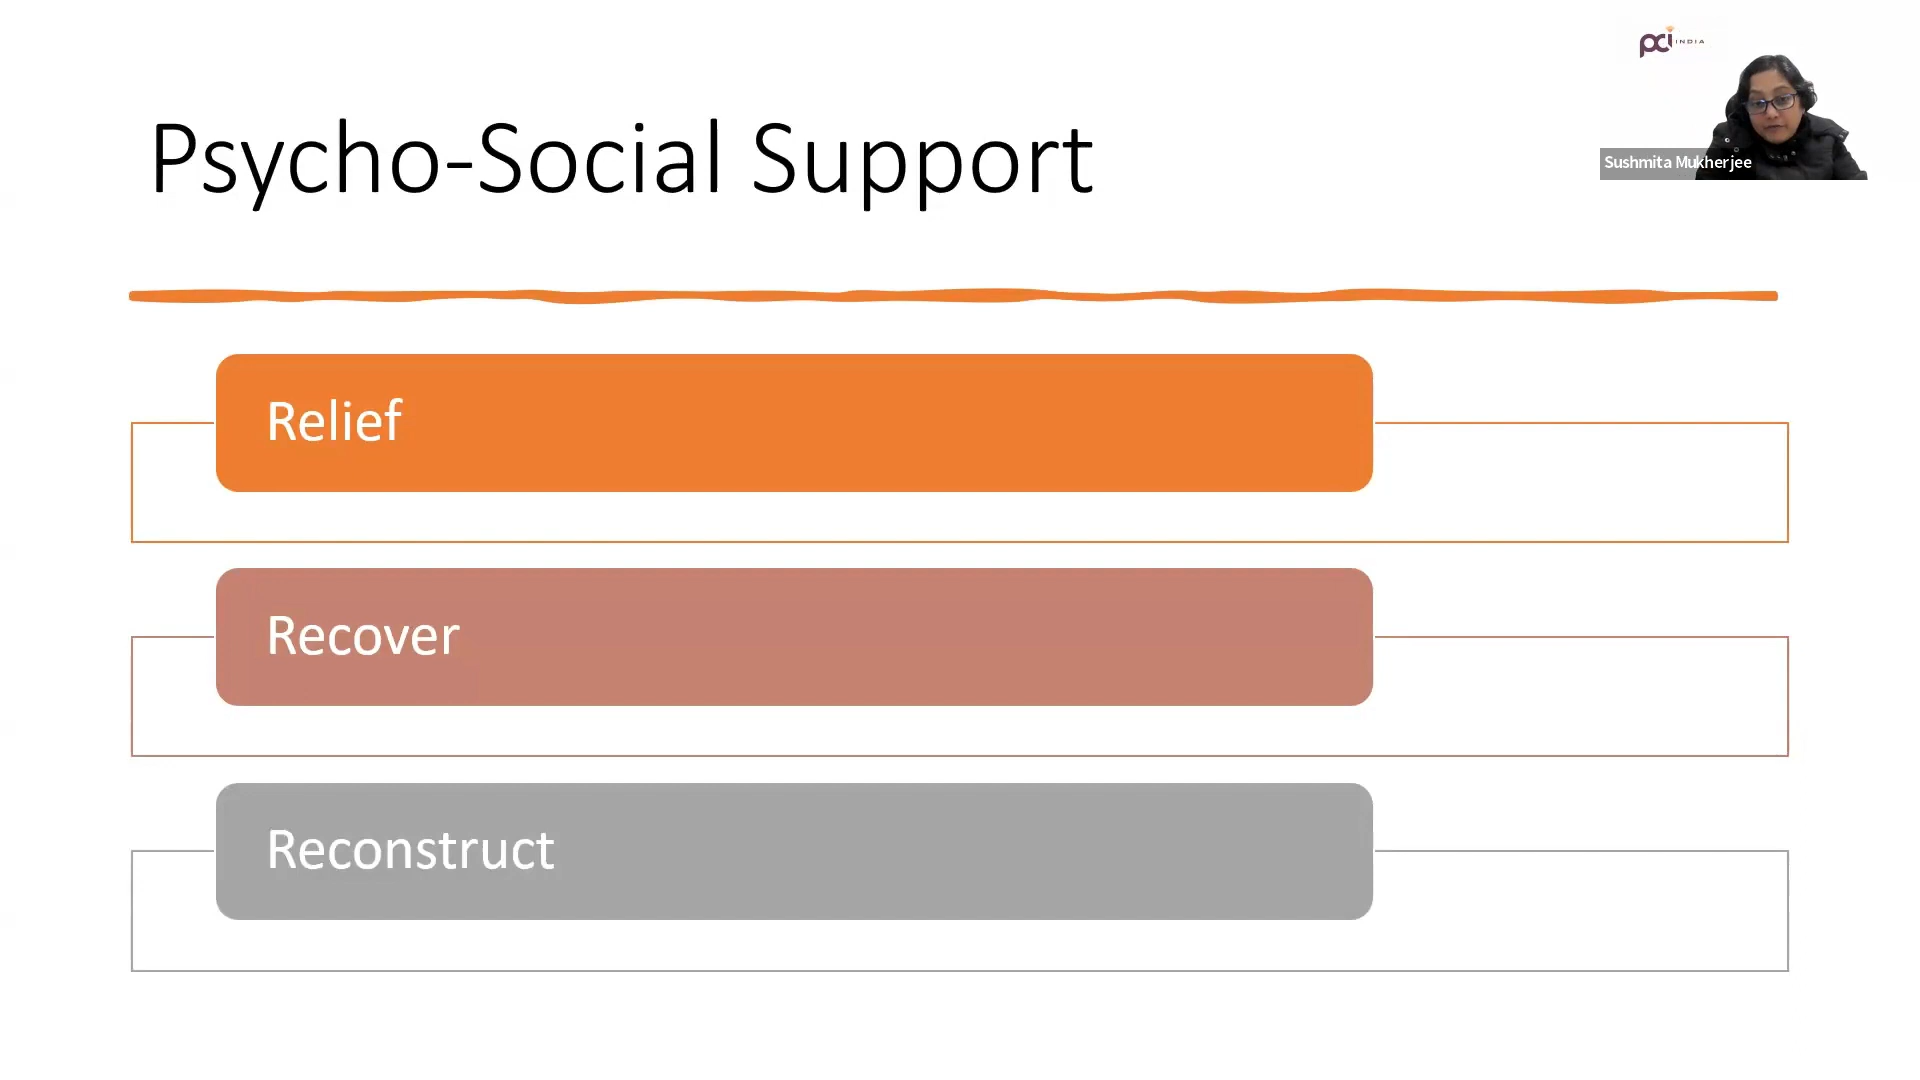 pci INDIA
Sushmita Mukherjee
Psycho-Social Support
Relief
Recover
Reconstruct